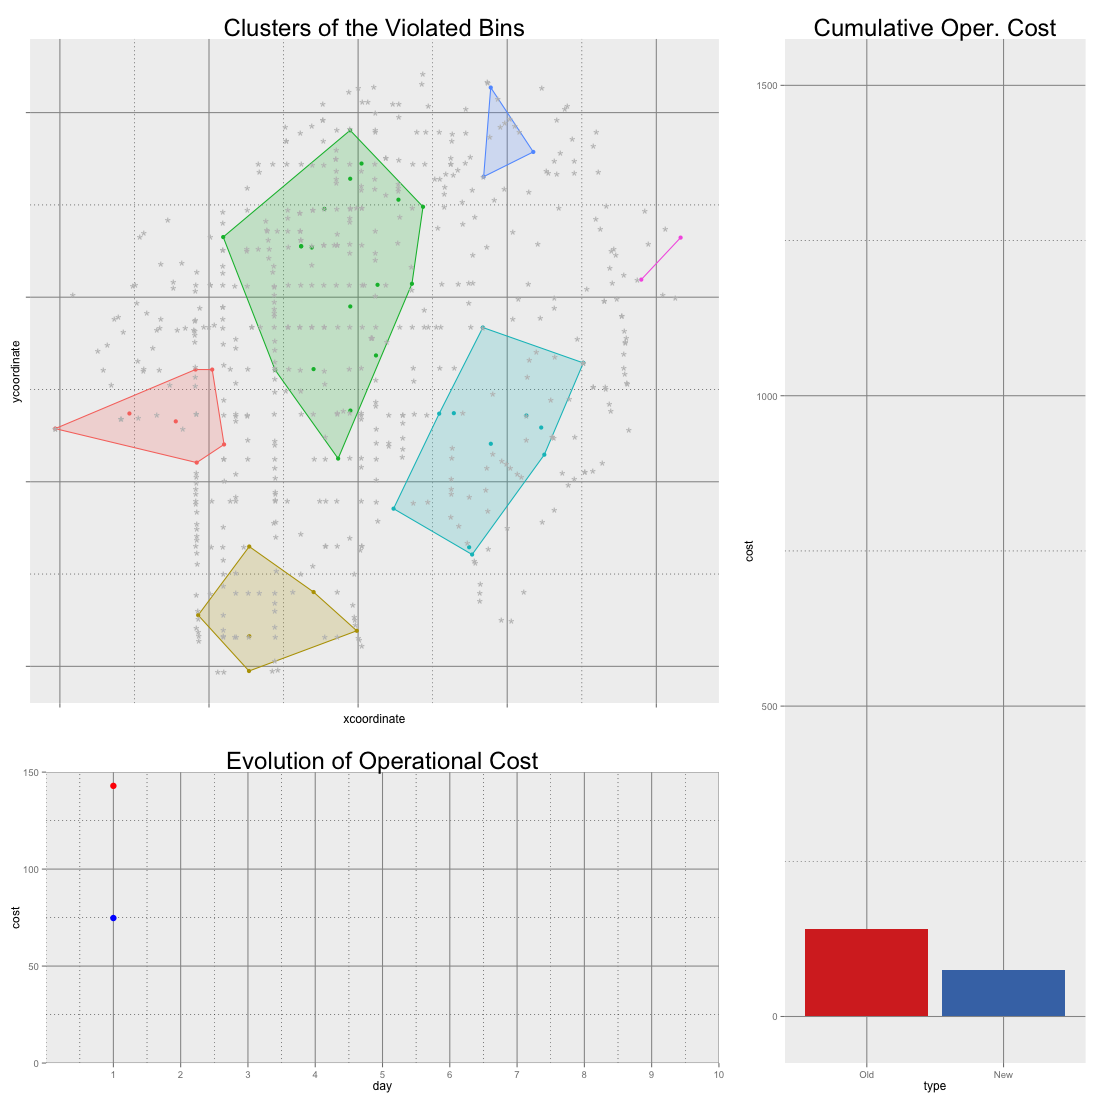 Clusters of the Violated Bins
ycoordinate
xcoordinate
Evolution of Operational Cost
150
100
50
0
cost
1 2 3 4 5 6 7 8 9 10
day
Cumulative Oper. Cost
1500
1000
500
0
cost
Old New
type